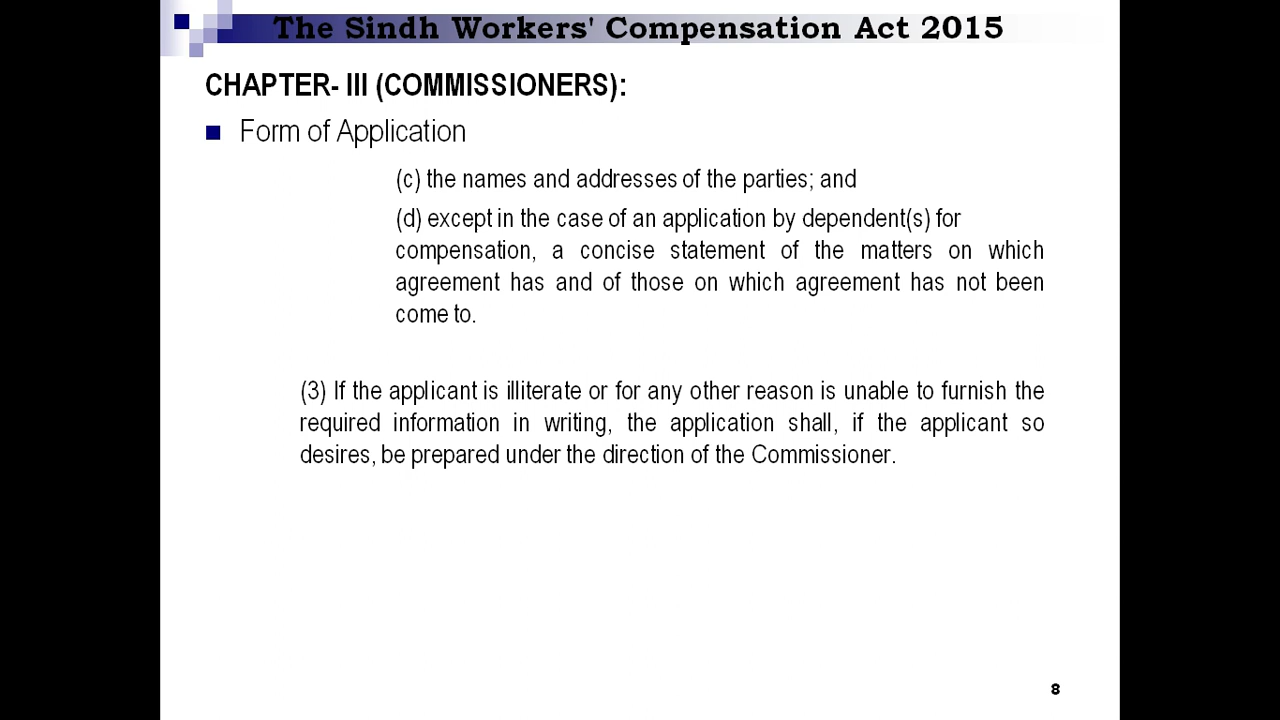 The Sindh Workers' Compensation Act 2015
CHAPTER- III (COMMISSIONERS):
Form of Application
(c) the names and addresses of the parties; and
(d) except in the case of an application by dependent(s) for
compensation, a concise statement of the matters on which
agreement has and of those on which agreement has not been
come to.
(3) If the applicant is illiterate or for any other reason is unable to furnish the
required information in writing, the application shall, if the applicant so
desires, be prepared under the direction of the Commissioner.
8